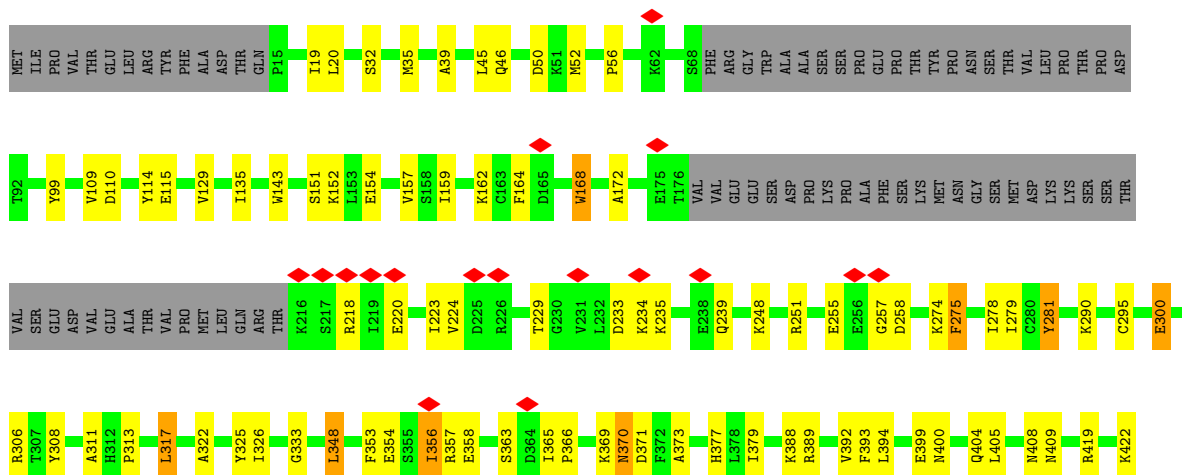 MET ILE PRO VAL THR GLU LEU ARG TYR PHE ALA ASP THR GLN P15 I19 L20 S32 M35 A39 L45 Q46 D50 K51 M52 P56 K62 S68 PHE ARG GLY TRP ALA ALA SER SER PRO GLU PRO THR TYR PRO ASN SER THR VAL LEU PRO THR PRO ASP
T92 Y99 V109 D110 Y114 E115 V129 I135 W143 S151 K152 L153 E154 V157 S158 I159 K162 C163 F164 D165 W168 A172 E175 T176 VAL VAL GLU GLU SER ASP PRO LYS PRO ALA PHE SER LYS MET ASN GLY SER MET ASP LYS LYS SER SER THR
VAL SER GLU ASP VAL GLU ALA THR VAL PRO MET LEU GLN ARG THR K216 S217 R218 I219 E220 I223 V224 D225 R226 T229 G230 V231 L232 D233 K234 K235 E238 Q239 K248 R251 E255 E256 G257 D258 K274 F275 I278 I279 C280 Y281 K290 C295 E300
R306 T307 Y308 A311 H312 P313 L317 A322 Y325 I326 G333 L348 F353 E354 S355 I356 R357 E358 S363 D364 I365 P366 K369 N370 D371 F372 A373 H377 L378 I379 K388 R389 V392 F393 L394 E399 N400 Q404 L405 N408 N409 R419 K422